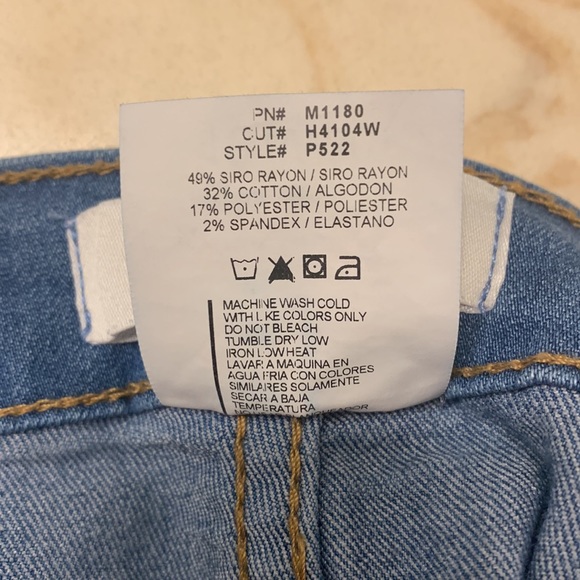 PN# M1180
CUT# H4104W
STYLE# P522
49% SIRO RAYON / SIRO RAYON
32% COTTON / ALGODON
17% POLYESTER / POLIESTER
2% SPANDEX / ELASTANO
MACHINE WASH COLD
WITH LIKE COLORS ONLY
DO NOT BLEACH
TUMBLE DRY LOW
IRON LOW HEAT
LAVAR A MAQUINA EN
AGUA FRIA CON COLORES
SIMILARES SOLAMENTE
SECAR A BAJA
TEMPERATURA